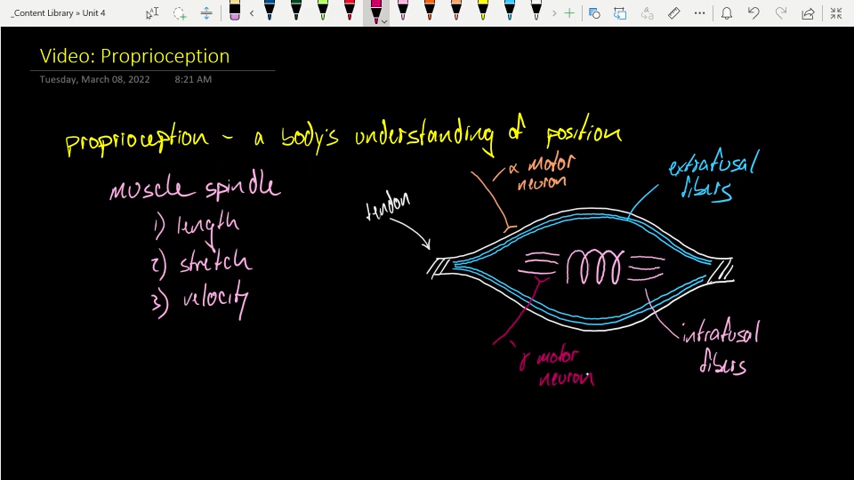 _Content Library » Unit 4
Video: Proprioception
Tuesday, March 08, 2022 8:21 AM
proprioception - a body's understanding of position
muscle spindle
1) length
2) stretch
3) velocity
tendon
α motor
neuron
extrafusal
fibers
intrafusal
fibers
γ motor
neuron